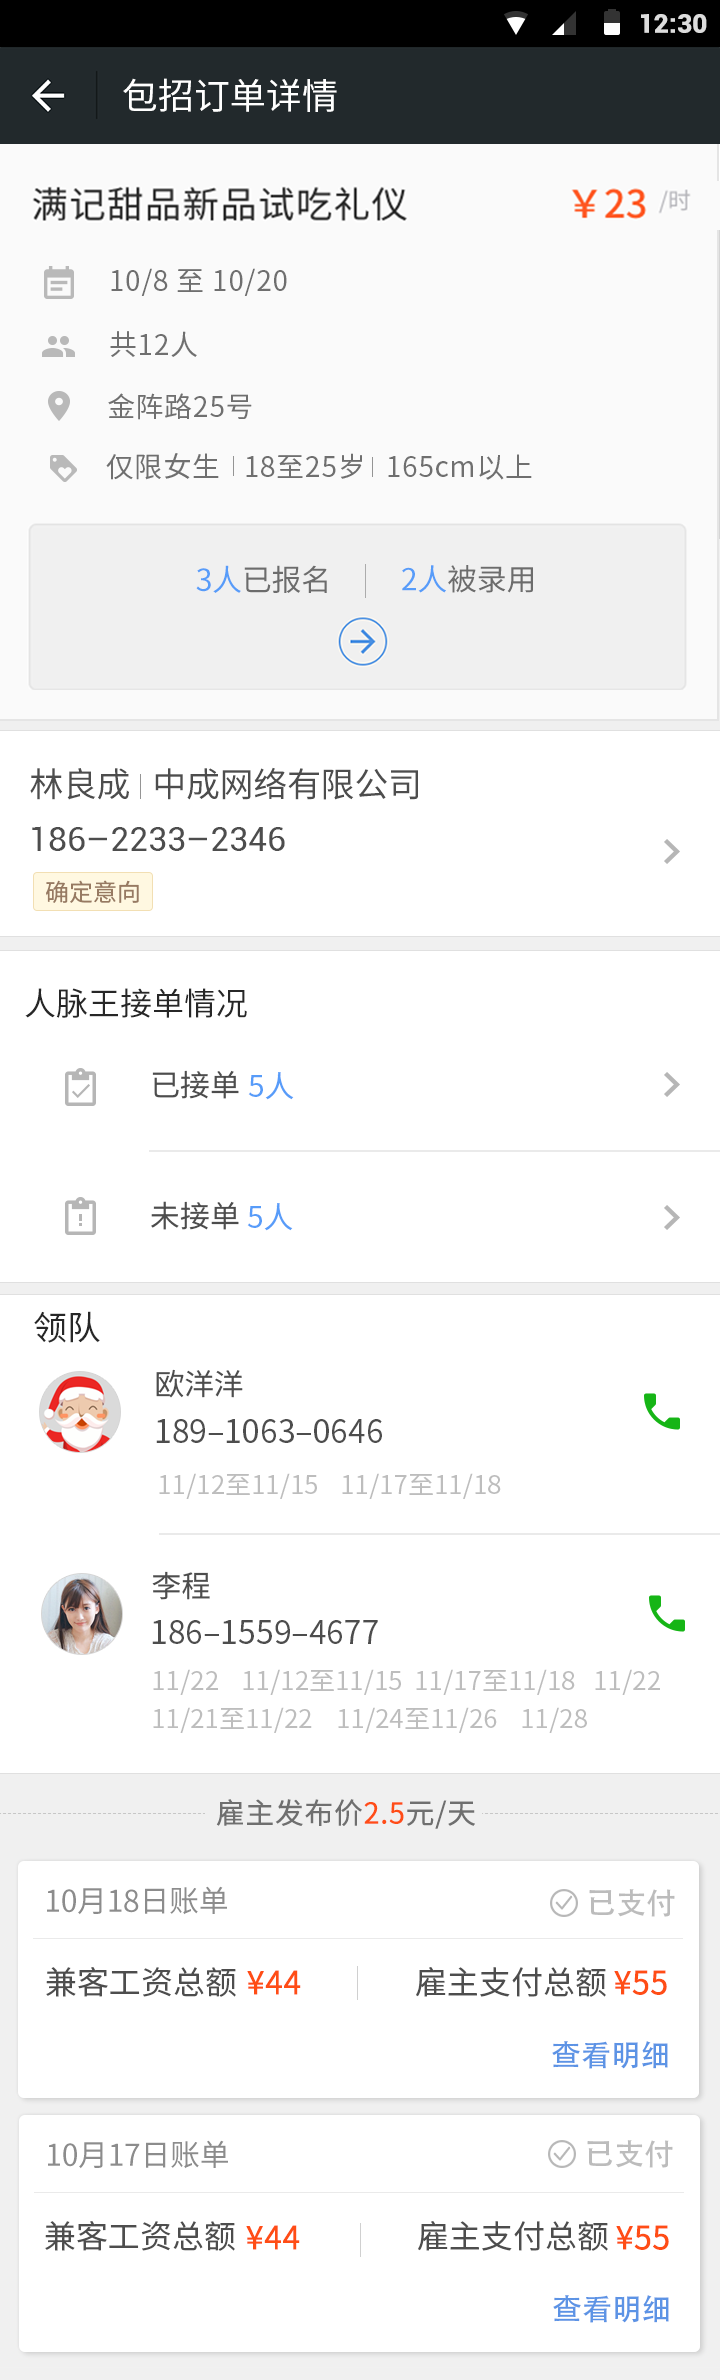 12:30
包招订单详情
满记甜品新品试吃礼仪 ￥23 /时
10/8 至 10/20
共12人
金阵路25号
仅限女生 18至25岁 165cm以上
3人已报名 2人被录用
林良成 中成网络有限公司
186-2233-2346
确定意向
人脉王接单情况
已接单 5人
未接单 5人
领队
欧洋洋
189-1063-0646
11/12至11/15 11/17至11/18
李程
186-1559-4677
11/22 11/12至11/15 11/17至11/18 11/22
11/21至11/22 11/24至11/26 11/28
雇主发布价2.5元/天
10月18日账单 已支付
兼客工资总额 ¥44 雇主支付总额 ¥55
查看明细
10月17日账单 已支付
兼客工资总额 ¥44 雇主支付总额 ¥55
查看明细